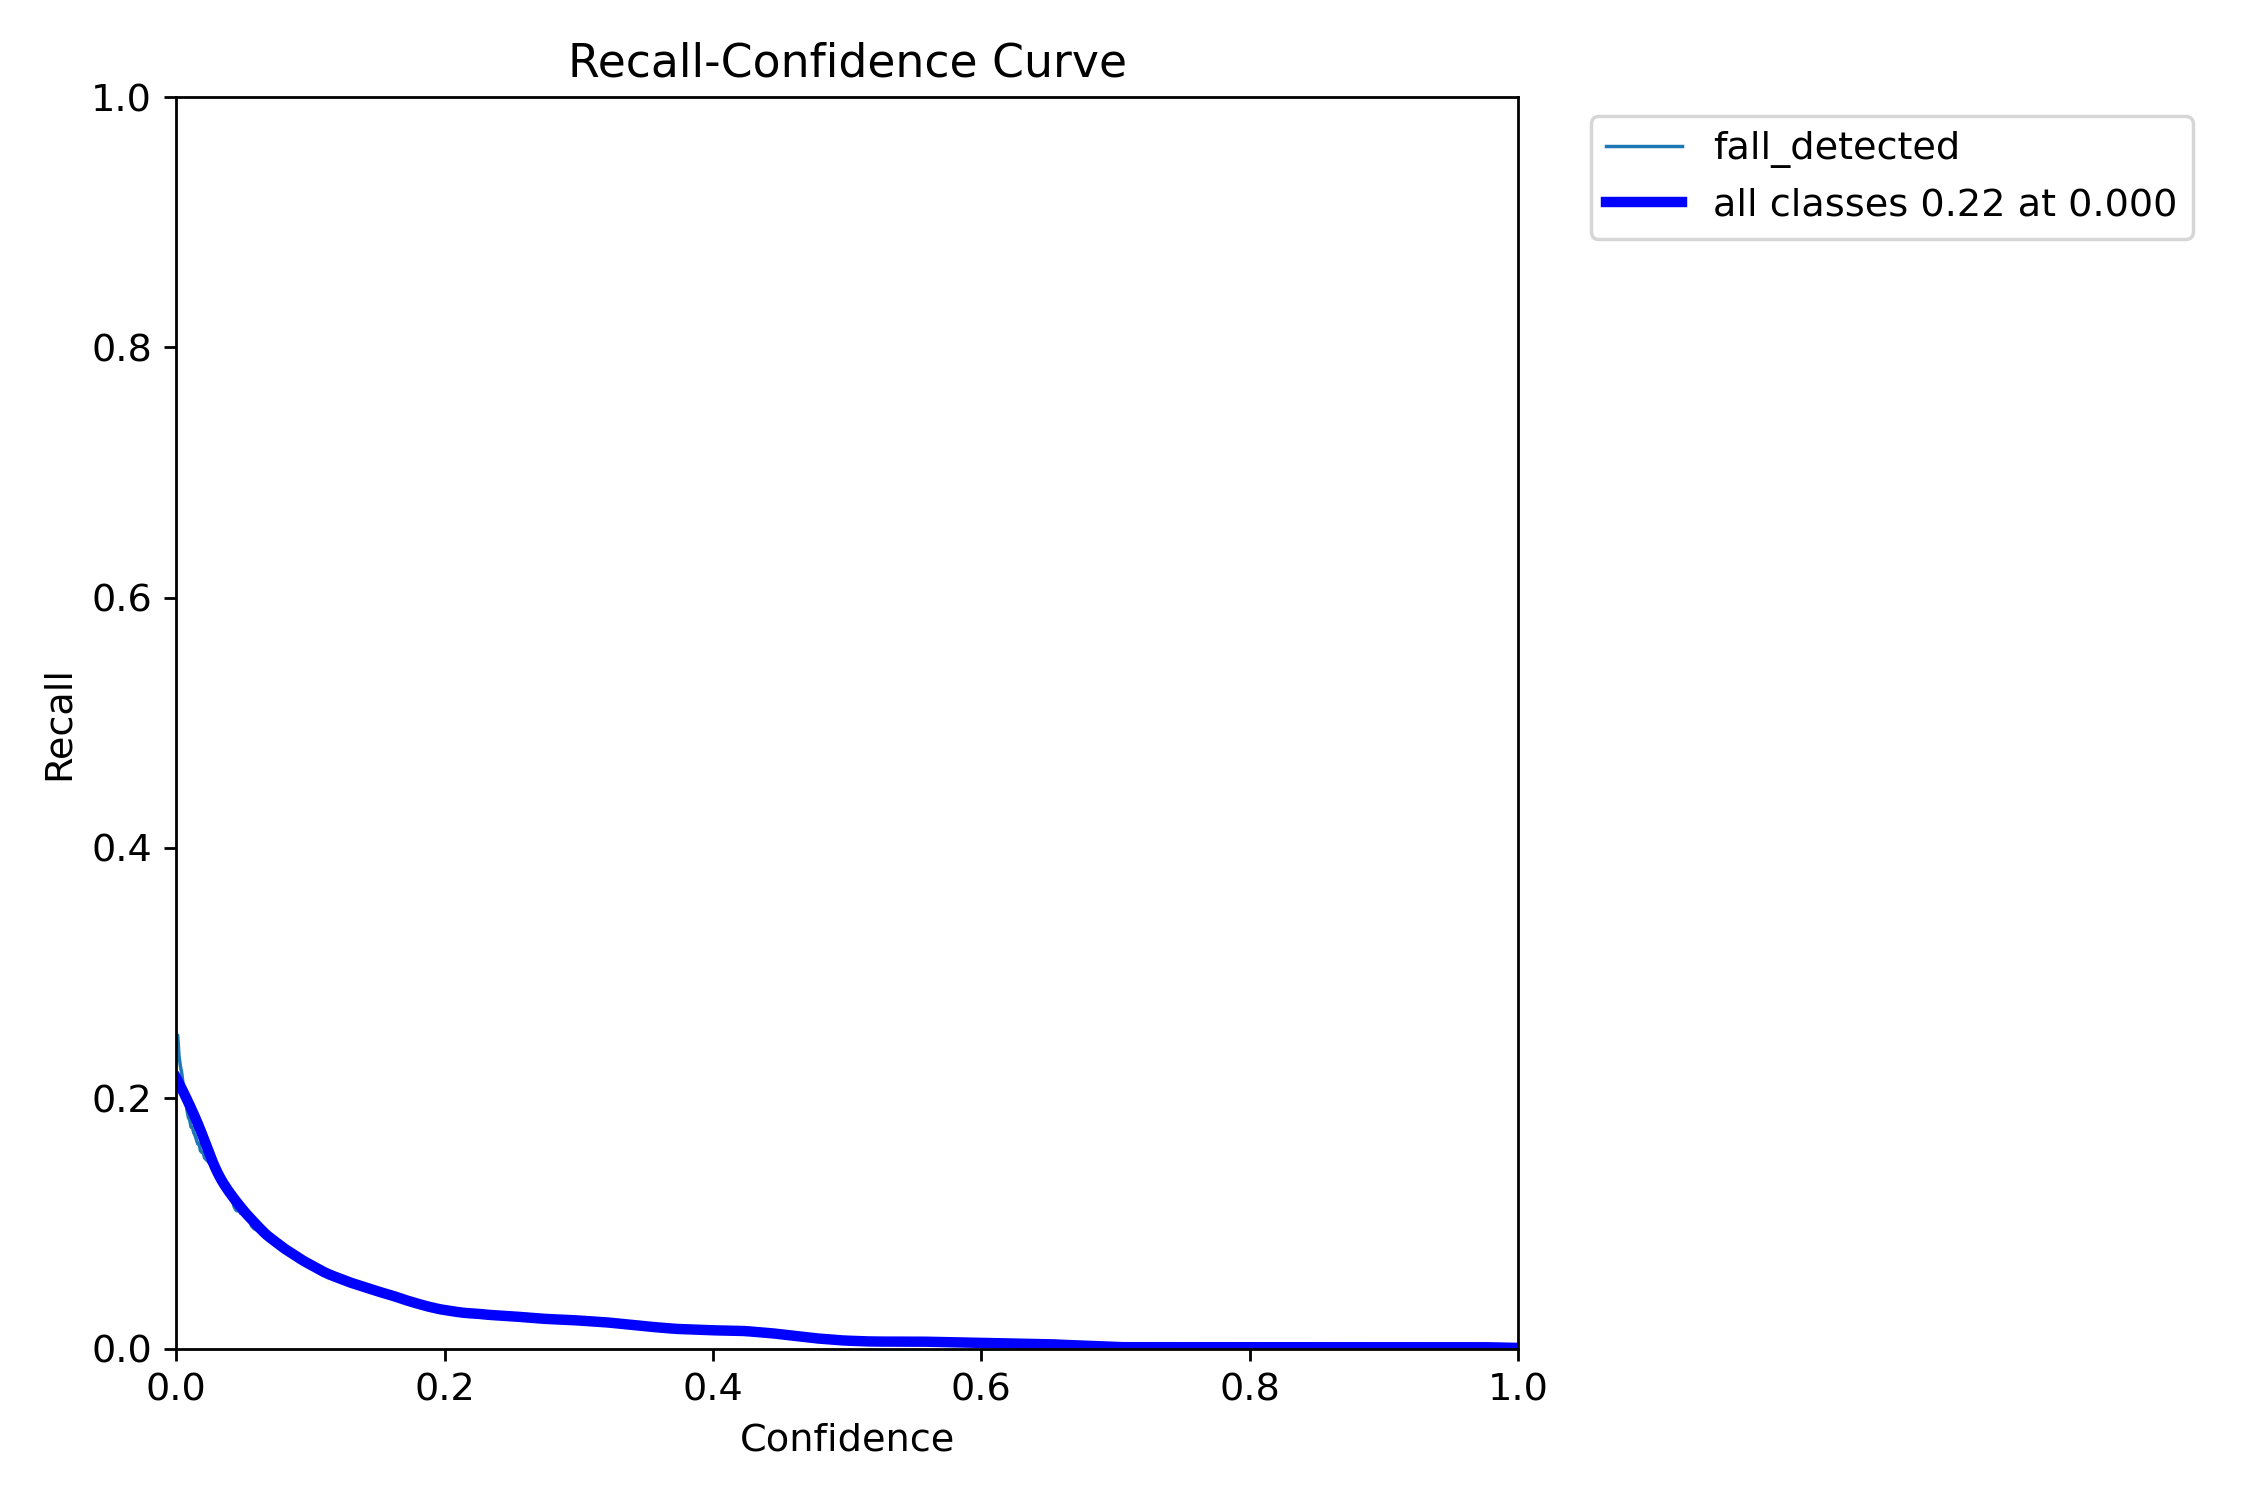 Recall-Confidence Curve
1.0
0.8
0.6
0.4
0.2
0.0
Recall
0.0 0.2 0.4 0.6 0.8 1.0
Confidence
fall_detected
all classes 0.22 at 0.000